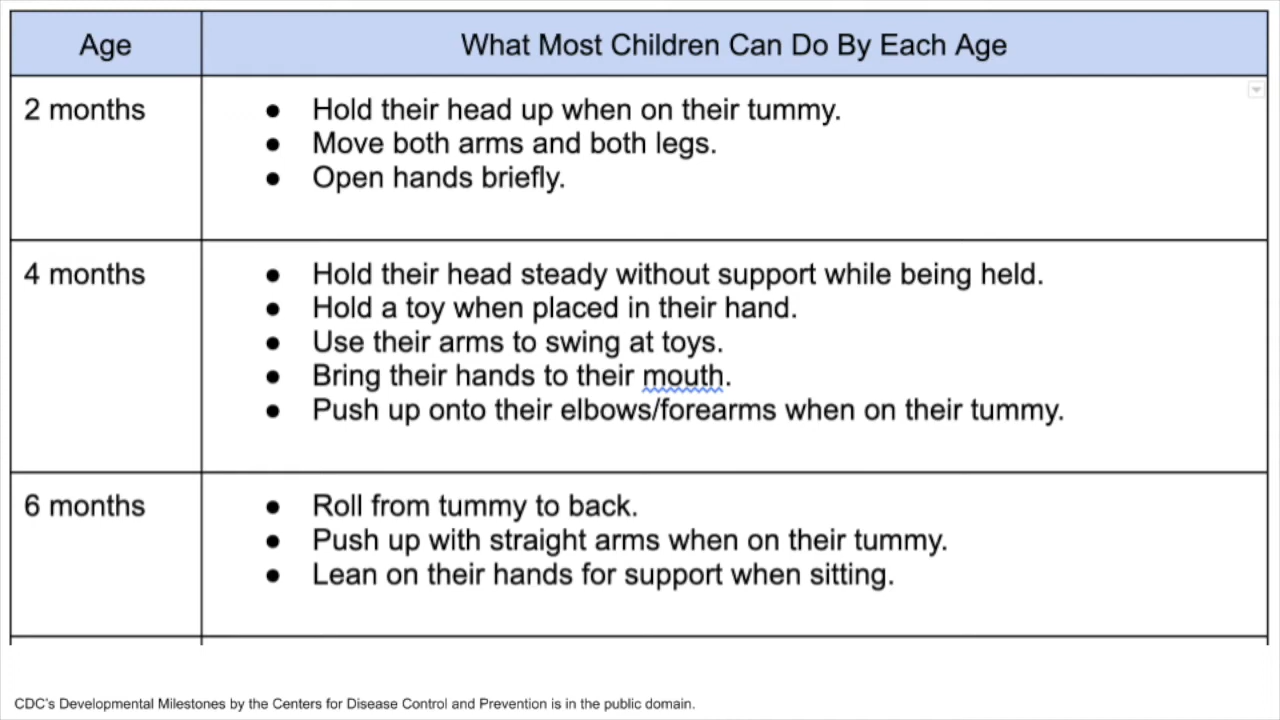 Age
What Most Children Can Do By Each Age
2 months
● Hold their head up when on their tummy.
● Move both arms and both legs.
● Open hands briefly.
4 months
● Hold their head steady without support while being held.
● Hold a toy when placed in their hand.
● Use their arms to swing at toys.
● Bring their hands to their mouth.
● Push up onto their elbows/forearms when on their tummy.
6 months
● Roll from tummy to back.
● Push up with straight arms when on their tummy.
● Lean on their hands for support when sitting.
CDC's Developmental Milestones by the Centers for Disease Control and Prevention is in the public domain.